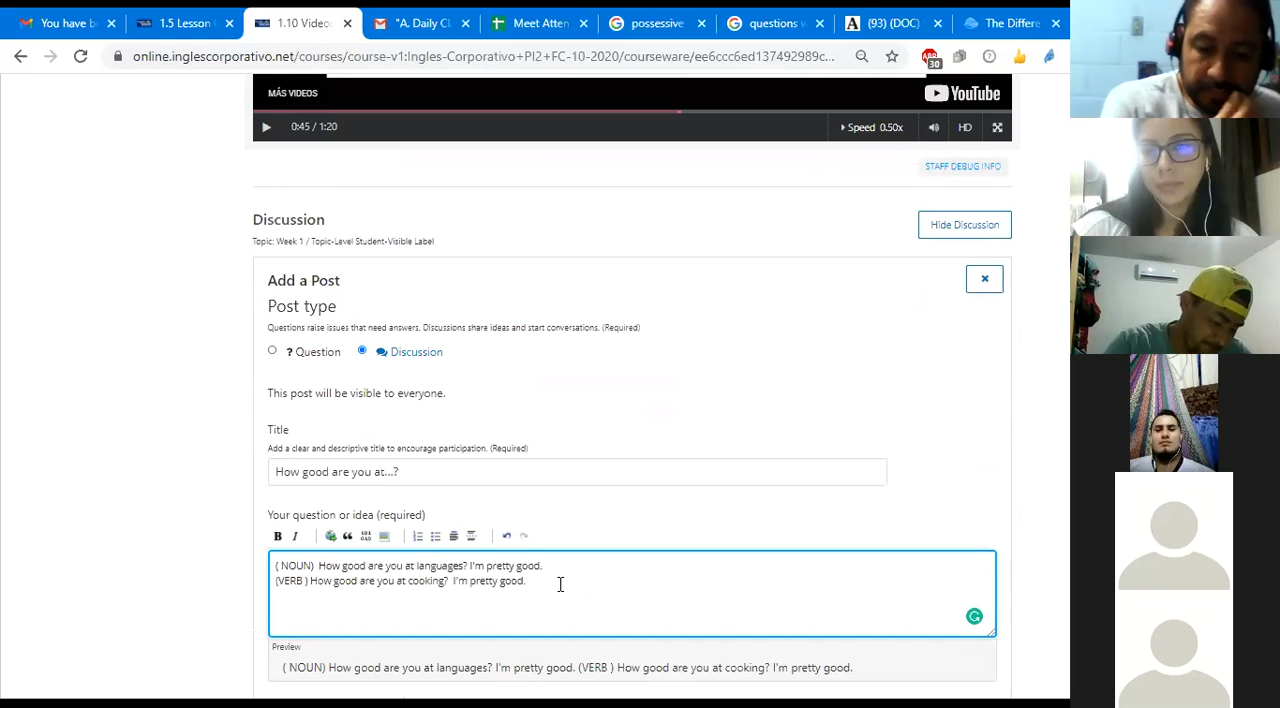 You have b
1.5 Lesson
1.10 Video
"A. Daily Cl
Meet Atten
possessive
questions w
(93) (DOC)
The Differe
online.inglescorporativo.net/courses/course-v1:Ingles-Corporativo+PI2+FC-10-2020/courseware/ee6ccc6ed137492989c...
30
MÁS VIDEOS
YouTube
0:45 / 1:20
Speed 0.50x
HD
STAFF DEBUG INFO
Discussion
Hide Discussion
Topic: Week 1 / Topic-Level Student-Visible Label
Add a Post
Post type
Questions raise issues that need answers. Discussions share ideas and start conversations. (Required)
? Question
Discussion
This post will be visible to everyone.
Title
Add a clear and descriptive title to encourage participation. (Required)
How good are you at...?
Your question or idea (required)
B I
( NOUN) How good are you at languages? I'm pretty good.
(VERB ) How good are you at cooking? I'm pretty good.
Preview
( NOUN) How good are you at languages? I'm pretty good. (VERB ) How good are you at cooking? I'm pretty good.